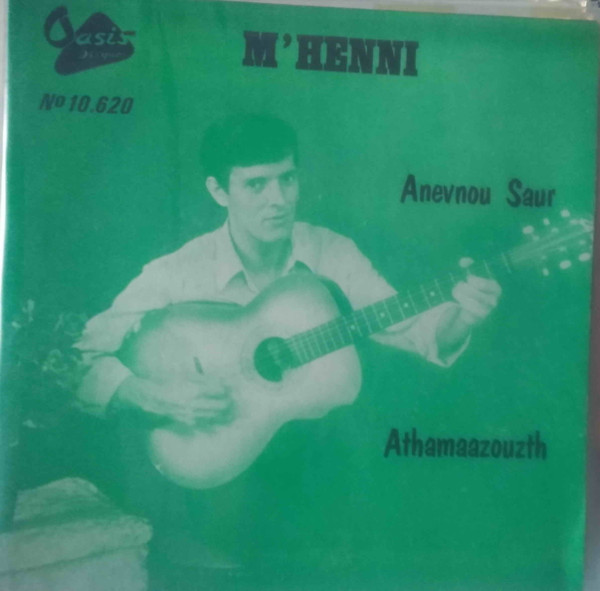 Oasis
M'HENNI
Nº 10.620
Anevnou Saur
Athamaazouzth